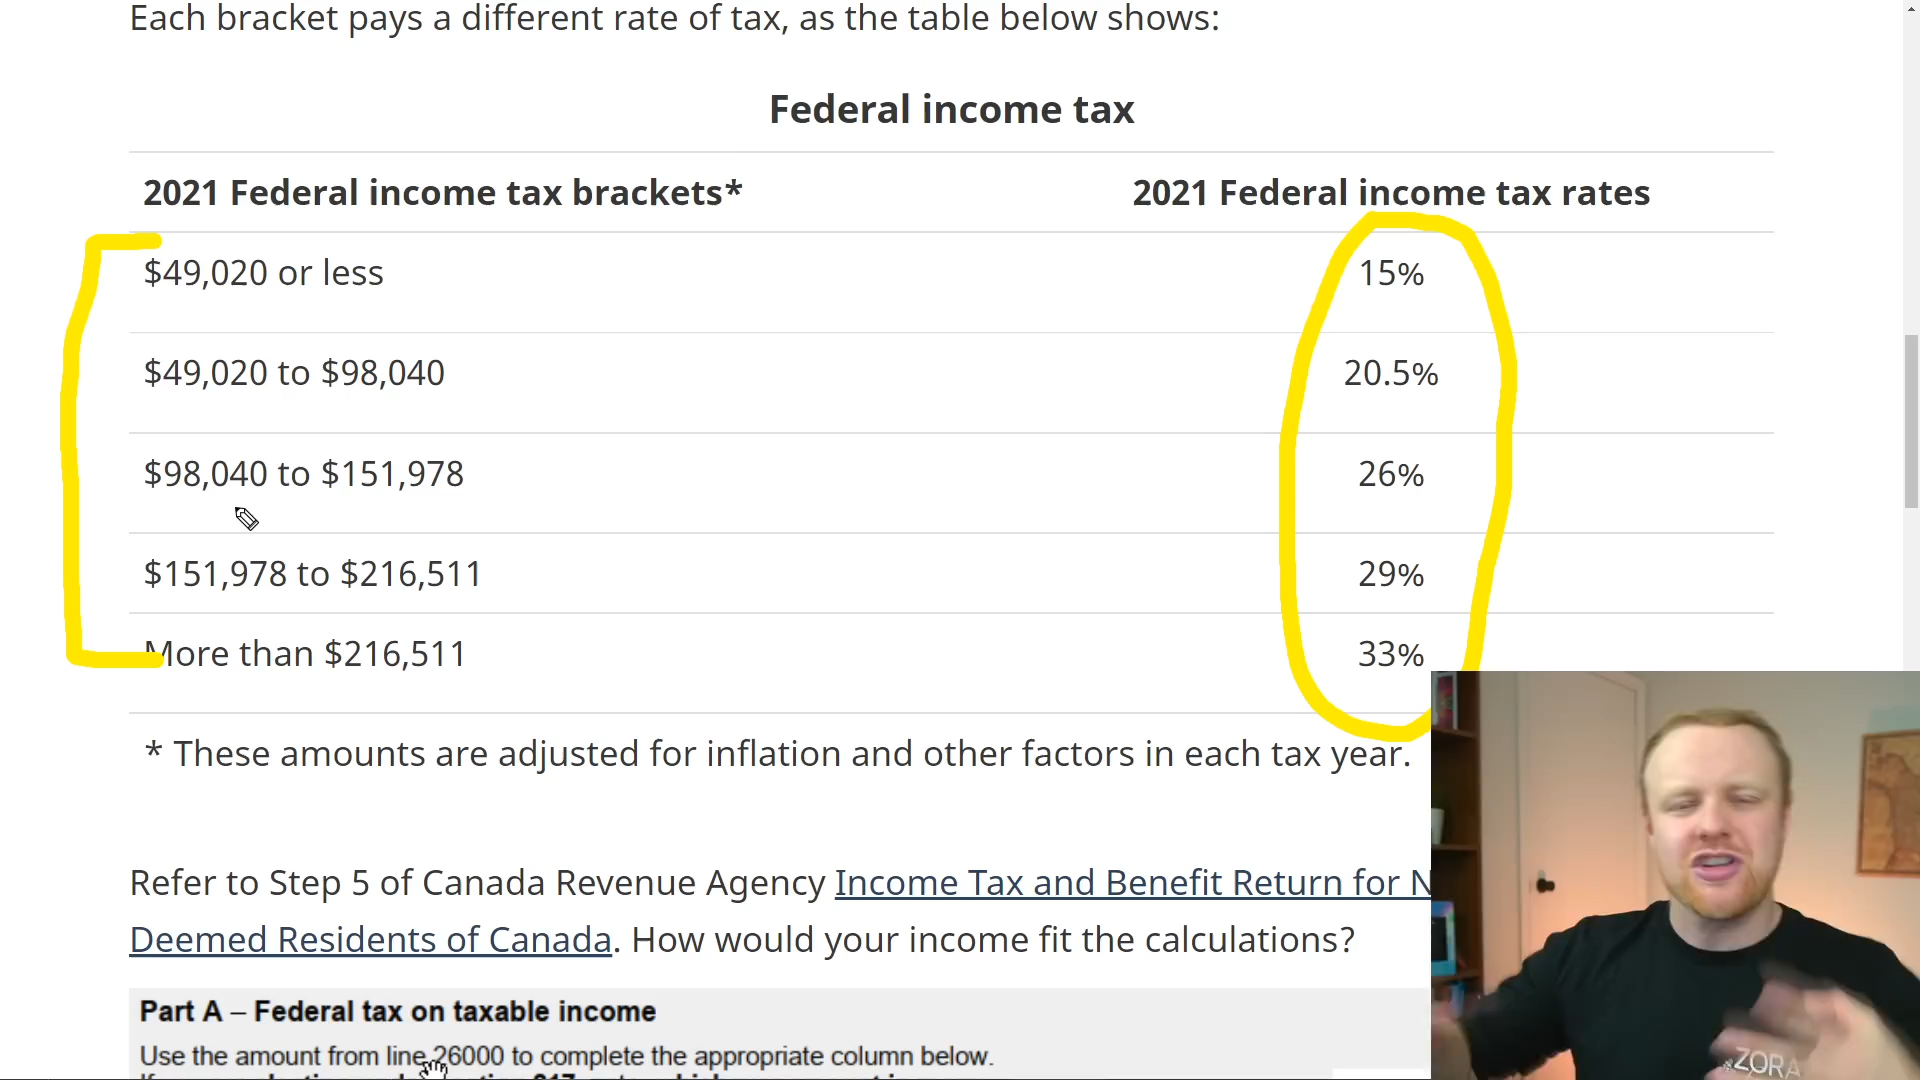 Each bracket pays a different rate of tax, as the table below shows:
Federal income tax
2021 Federal income tax brackets* 2021 Federal income tax rates
$49,020 or less 15%
$49,020 to $98,040 20.5%
$98,040 to $151,978 26%
$151,978 to $216,511 29%
More than $216,511 33%
* These amounts are adjusted for inflation and other factors in each tax year.
Refer to Step 5 of Canada Revenue Agency Income Tax and Benefit Return for N
Deemed Residents of Canada. How would your income fit the calculations?
Part A – Federal tax on taxable income
Use the amount from line 26000 to complete the appropriate column below.
ZORA